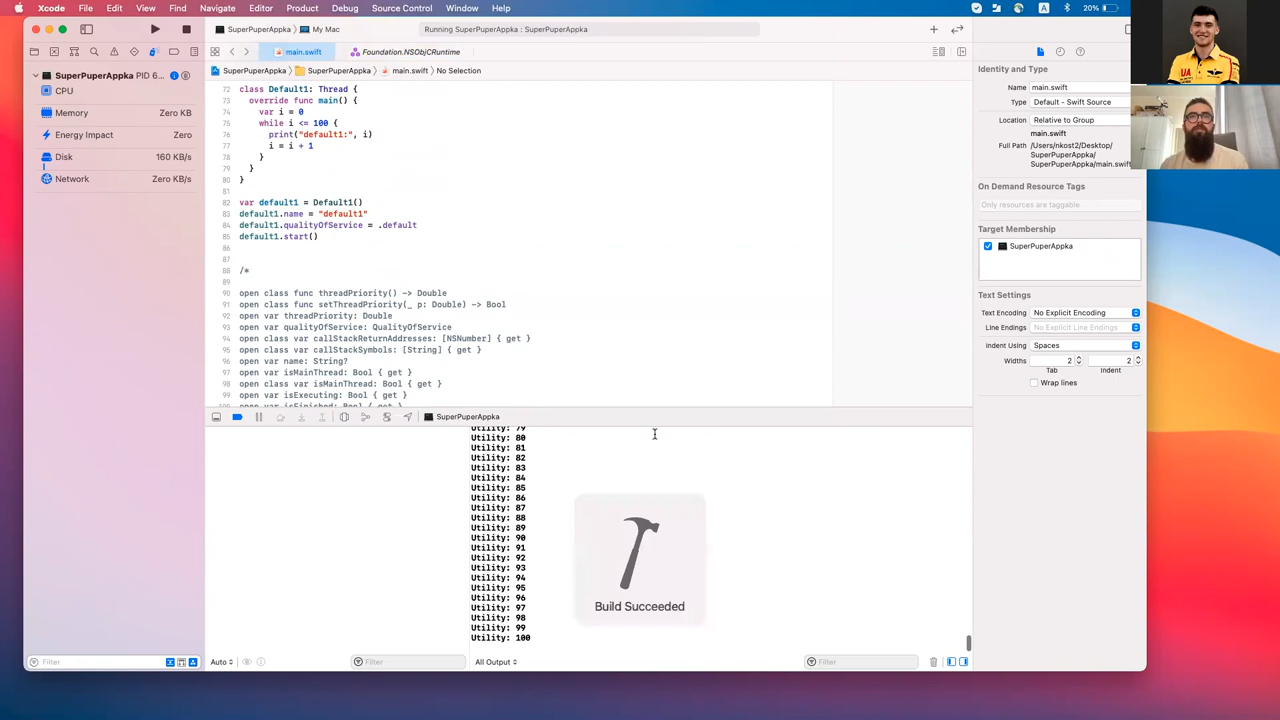 Xcode File Edit View Find Navigate Editor Product Debug Source Control Window Help A 20%
SuperPuperAppka My Mac Running SuperPuperAppka : SuperPuperAppka
main.swift Foundation.NSObjCRuntime
SuperPuperAppka SuperPuperAppka main.swift No Selection
SuperPuperAppka PID 6...
CPU
Memory Zero KB
Energy Impact Zero
Disk 160 KB/s
Network Zero KB/s
72 class Default1: Thread {
73 override func main() {
74 var i = 0
75 while i <= 100 {
76 print("default1:", i)
77 i = i + 1
78 }
79 }
80 }
81
82 var default1 = Default1()
83 default1.name = "default1"
84 default1.qualityOfService = .default
85 default1.start()
86
87
88 /*
89
90 open class func threadPriority() -> Double
91 open class func setThreadPriority(_ p: Double) -> Bool
92 open var threadPriority: Double
93 open var qualityOfService: QualityOfService
94 open class var callStackReturnAddresses: [NSNumber] { get }
95 open class var callStackSymbols: [String] { get }
96 open var name: String?
97 open var isMainThread: Bool { get }
98 open class var isMainThread: Bool { get }
99 open var isExecuting: Bool { get }
100 open var isFinished: Bool { get }
SuperPuperAppka
Utility: 79
Utility: 80
Utility: 81
Utility: 82
Utility: 83
Utility: 84
Utility: 85
Utility: 86
Utility: 87
Utility: 88
Utility: 89
Utility: 90
Utility: 91
Utility: 92
Utility: 93
Utility: 94
Utility: 95
Utility: 96
Utility: 97
Utility: 98
Utility: 99
Utility: 100
Build Succeeded
Filter
Auto
Filter
All Output
Filter
Identity and Type
Name main.swift
Type Default - Swift Source
Location Relative to Group
main.swift
Full Path /Users/nkost2/Desktop/
SuperPuperAppka/
SuperPuperAppka/main.swift
On Demand Resource Tags
Only resources are taggable
Target Membership
SuperPuperAppka
Text Settings
Text Encoding No Explicit Encoding
Line Endings No Explicit Line Endings
Indent Using Spaces
Widths 2 2
Tab Indent
Wrap lines
UA